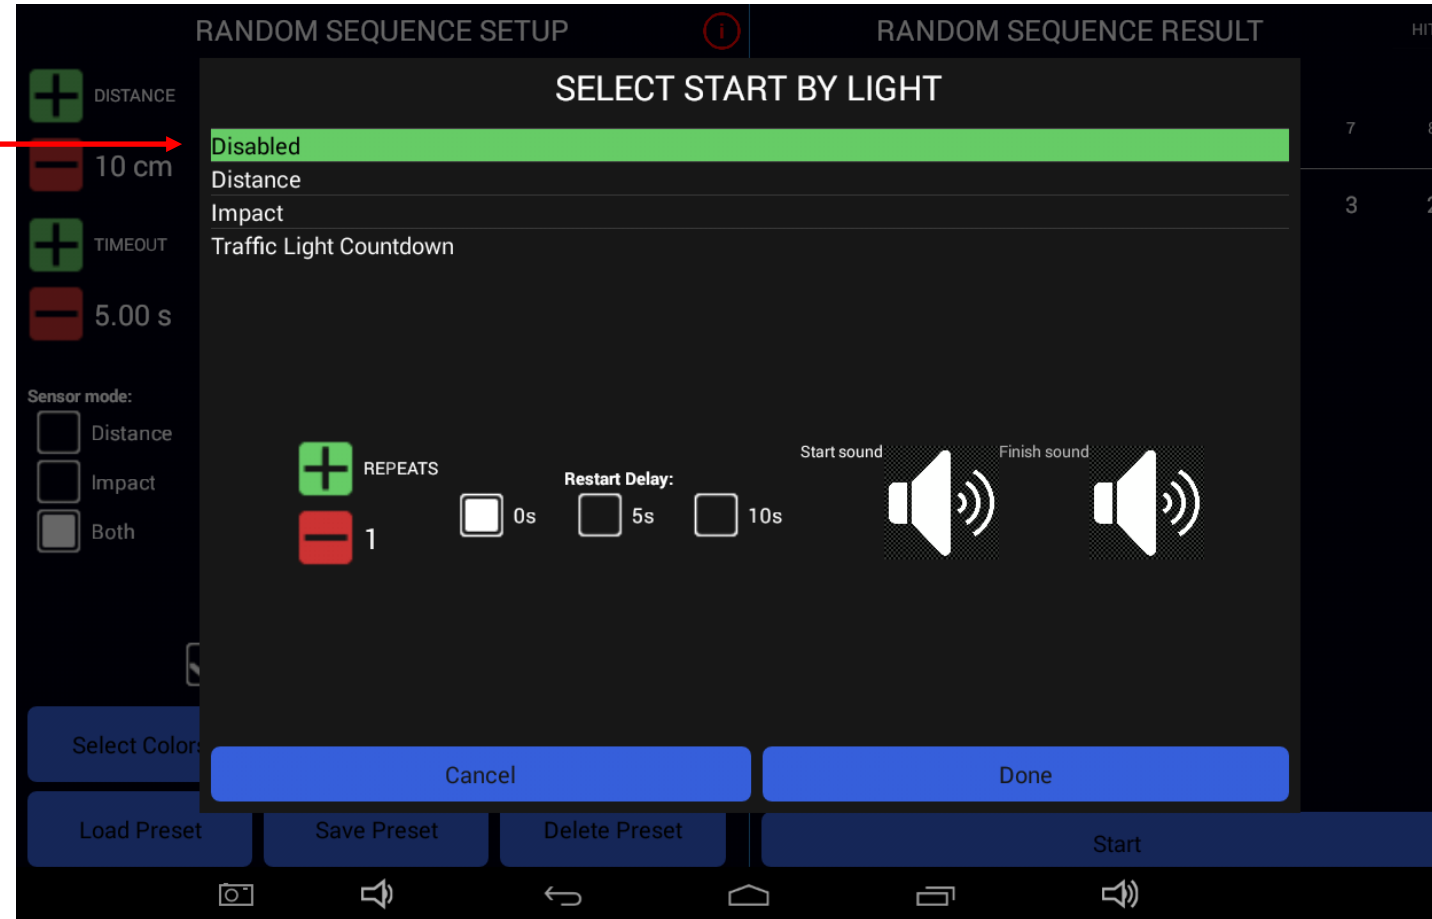 RANDOM SEQUENCE SETUP
i
RANDOM SEQUENCE RESULT
SELECT START BY LIGHT
DISTANCE
10 cm
TIMEOUT
5.00 s
Sensor mode:
Distance
Impact
Both
Disabled
Distance
Impact
Traffic Light Countdown
REPEATS
1
Restart Delay:
0s
5s
10s
Start sound
Finish sound
7
8
3
2
Cancel
Done
Load Preset
Save Preset
Delete Preset
Start